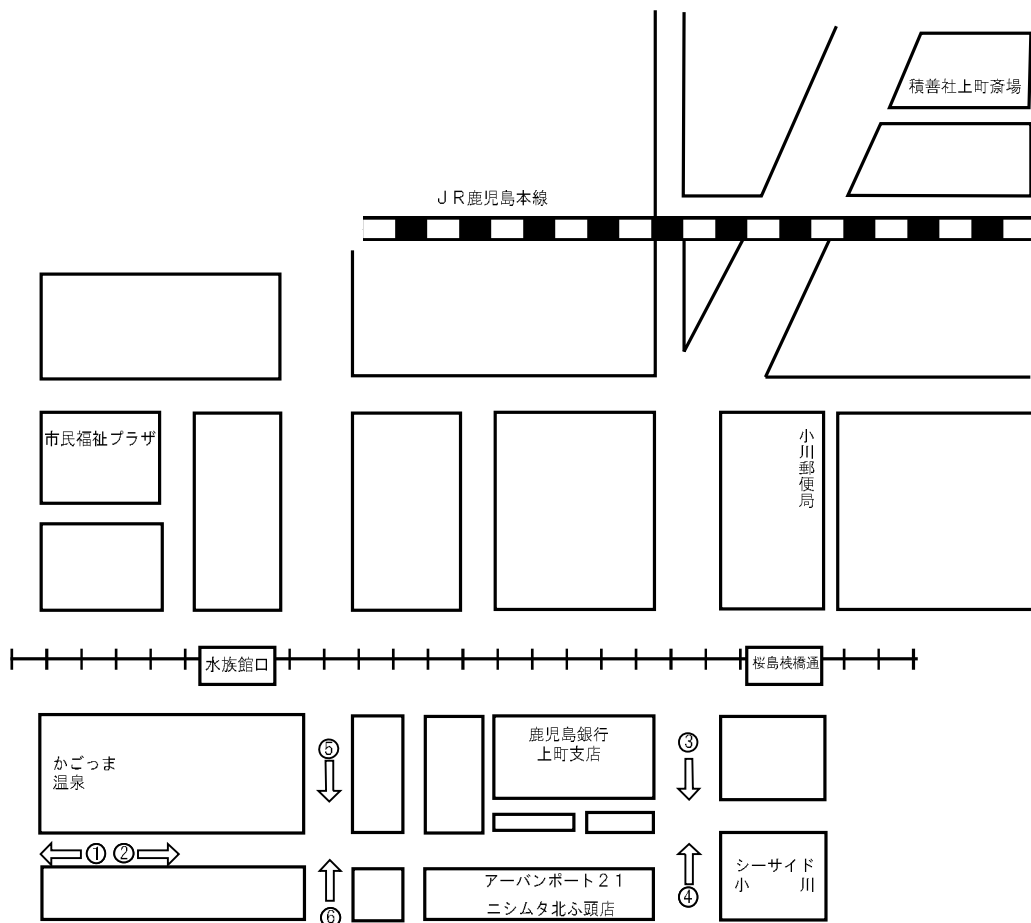 積善社上町斎場
ＪＲ鹿児島本線
市民福祉プラザ
小川郵便局
水族館口
桜島桟橋通
かごっま
温泉
⑤
鹿児島銀行
上町支店
③
① ②
⑥
アーバンポート２１
ニシムタ北ふ頭店
④
シーサイド
小　　川